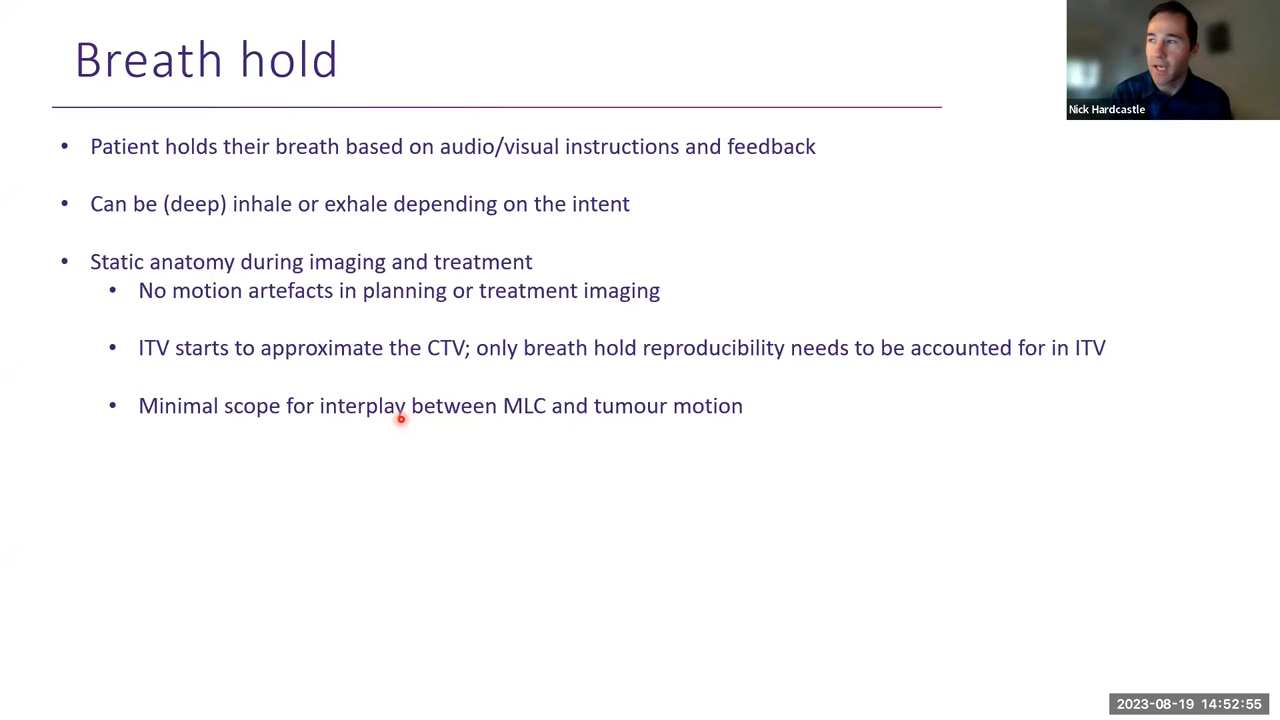 Breath hold
Nick Hardcastle
• Patient holds their breath based on audio/visual instructions and feedback
• Can be (deep) inhale or exhale depending on the intent
• Static anatomy during imaging and treatment
• No motion artefacts in planning or treatment imaging
• ITV starts to approximate the CTV; only breath hold reproducibility needs to be accounted for in ITV
• Minimal scope for interplay between MLC and tumour motion
2023-08-19 14:52:55